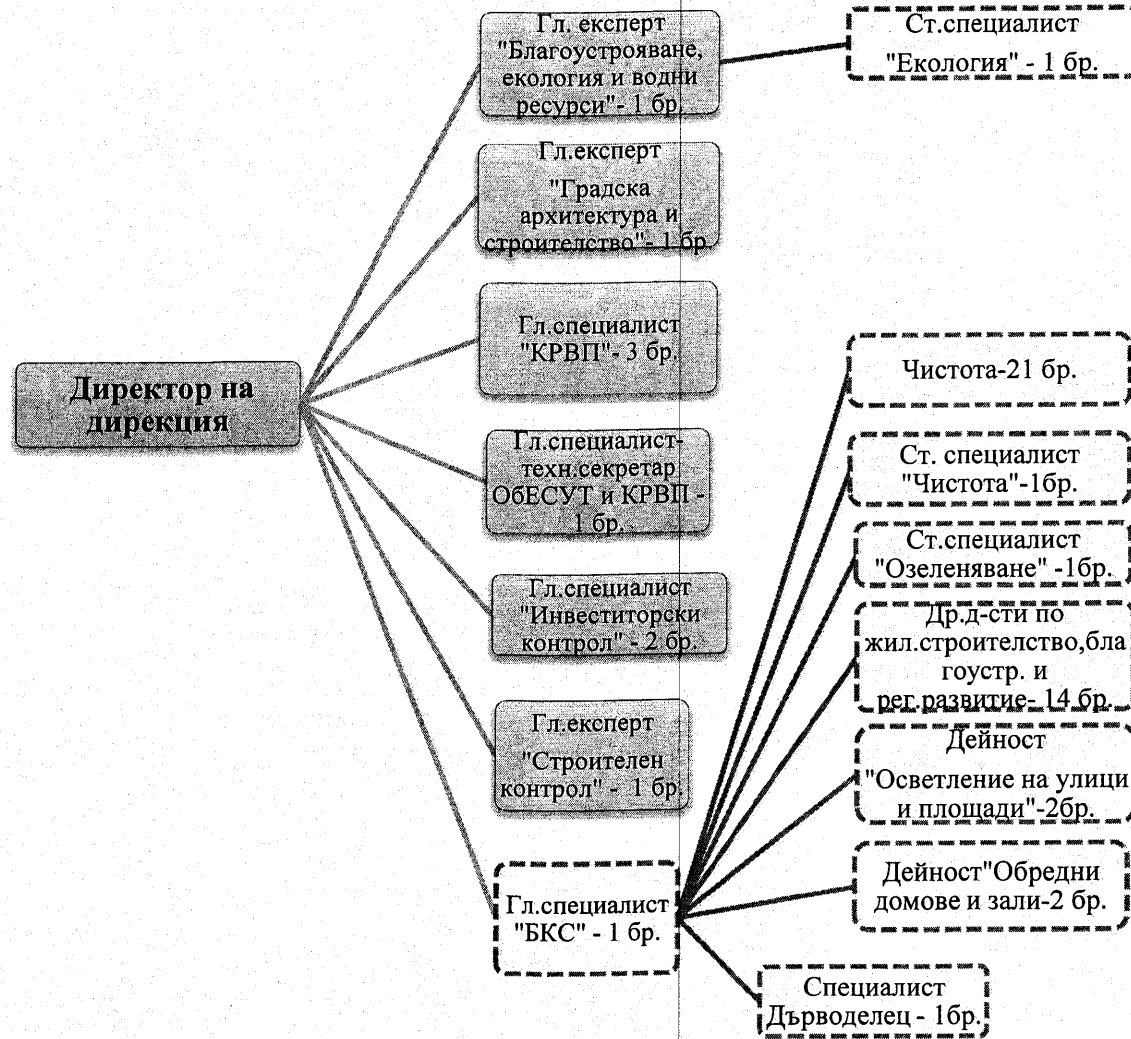 Директор на
дирекция
Гл. експерт
"Благоустрояване,
екология и водни
ресурси"- 1 бр.
Ст.специалист
"Екология" - 1 бр.
Гл.експерт
"Градска
архитектура и
строителство"- 1 бр.
Гл.специалист
"КРВП"- 3 бр.
Гл.специалист-
техн.секретар
ОбЕСУТ и КРВП -
1 бр.
Гл.специалист
"Инвеститорски
контрол" - 2 бр.
Гл.експерт
"Строителен
контрол" - 1 бр.
Гл.специалист
"БКС" - 1 бр.
Чистота-21 бр.
Ст. специалист
"Чистота"-1бр.
Ст.специалист
"Озеленяване" -1бр.
Др.д-сти по
жил.строителство,бла
гоустр. и
рег.развитие- 14 бр.
Дейност
"Осветление на улици
и площади"-2бр.
Дейност"Обредни
домове и зали-2 бр.
Специалист
Дърводелец - 1бр.